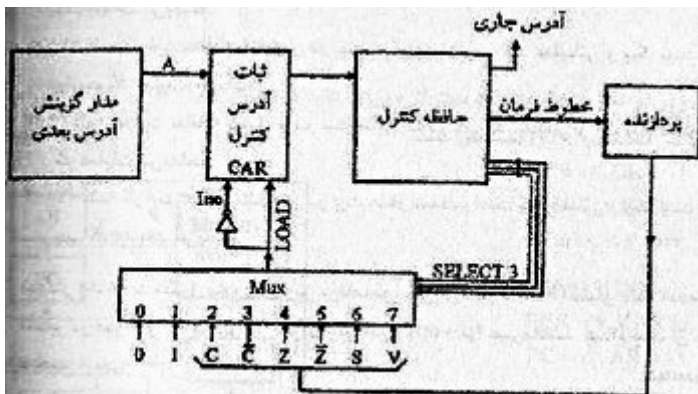 آدرس جاری
مدار گزینش
آدرس بعدی
A
ثبات
آدرس
کنترل
CAR
حافظه کنترل
خطوط فرمان
پردازنده
Inc
LOAD
SELECT 3
Mux
0 1 2 3 4 5 6 7
0 1 C C̄ Z Z̄ S V